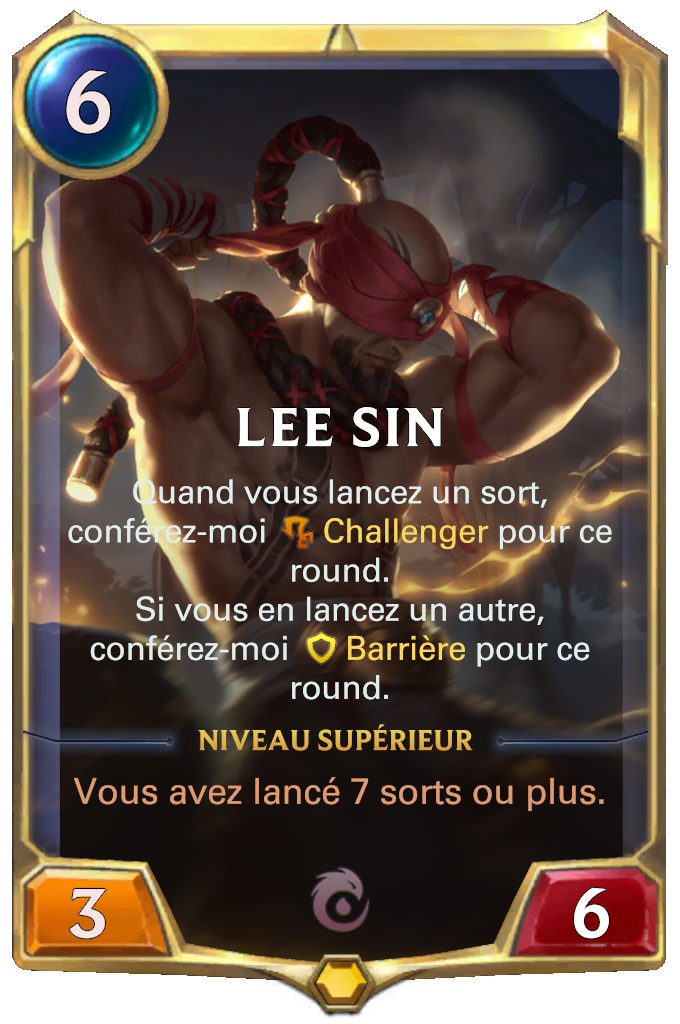 6
LEE SIN
Quand vous lancez un sort,
conférez-moi Challenger pour ce
round.
Si vous en lancez un autre,
conférez-moi Barrière pour ce
round.
NIVEAU SUPÉRIEUR
Vous avez lancé 7 sorts ou plus.
3
6